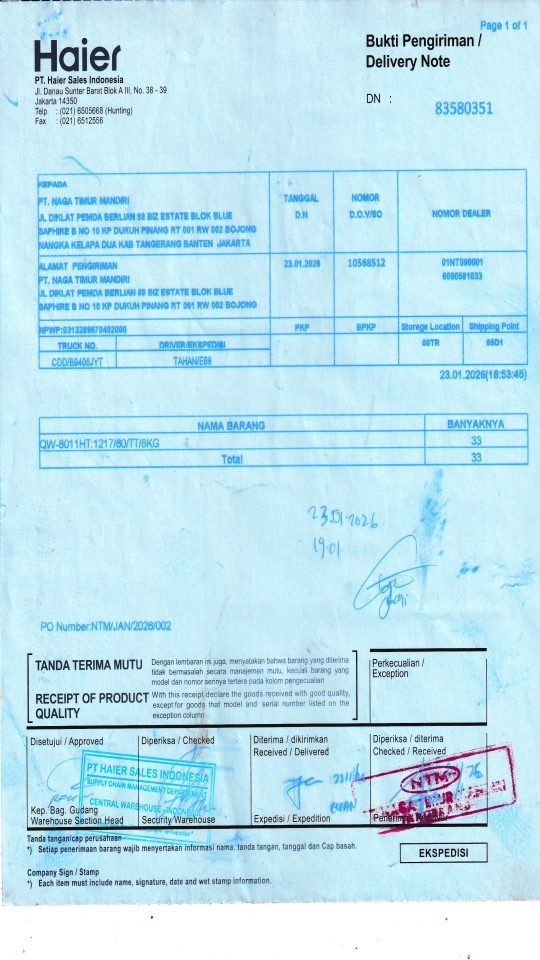 Page 1 of 1
Haier
PT. Haier Sales Indonesia
Jl. Danau Sunter Barat Blok A III, No. 38 - 39
Jakarta 14350
Telp : (021) 6505668 (Hunting)
Fax : (021) 6512556
Bukti Pengiriman /
Delivery Note
DN :
83580351
KEPADA
PT. NAGA TIMUR MANDIRI
JL DIKLAT PEMDA BERLIAN 88 BIZ ESTATE BLOK BLUE
SAPHIRE B NO 10 KP DUKUH PINANG RT 001 RW 002 BOJONG
NANGKA KELAPA DUA KAB TANGERANG BANTEN JAKARTA
TANGGAL
D.N
NOMOR
D.O.V/SO
NOMOR DEALER
ALAMAT PENGIRIMAN
PT. NAGA TIMUR MANDIRI
JL DIKLAT PEMDA BERLIAN 88 BIZ ESTATE BLOK BLUE
SAPHIRE B NO 10 KP DUKUH PINANG RT 001 RW 002 BOJONG
23.01.2026
10568512
01NT090001
6000581033
NPWP:0313289670402000
PKP
BPKP
Storege Location
Shipping Point
TRUCK NO.
DRIVER/EKSPEDISI
CDD/B9406JYT
TAHAN/E86
00TR
65D1
23.01.2026(18:53:45)
NAMA BARANG
BANYAKNYA
QW-8011HT:1217/80/TT/8KG
33
Total
33
19.01.
PO Number:NTM/JAN/2026/002
TANDA TERIMA MUTU
Dengan lembaran ini juga, menyatakan bahwa barang yang diterima
tidak bermasalah secara manajemen mutu, kecuali barang yang
model dan nomor serinya tertera pada kolom pengecualian
RECEIPT OF PRODUCT
QUALITY
With this receipt declare the goods received with good quality,
except for goods that model and serial number listed on the
exception column
Perkecualian /
Exception
Disetujui / Approved
Diperiksa / Checked
Diterima / dikirimkan
Received / Delivered
Diperiksa / diterima
Checked / Received
PT HAIER SALES INDONESIA
SUPPLY CHAIN MANAGEMENT DEPARTEMENT
CENTRAL WAREHOUSE - INDONESIA
NTM
Kep. Bag. Gudang
Warehouse Section Head
Security Warehouse
Expedisi / Expedition
Tanda tangan/cap perusahaan
*) Setiap penerimaan barang wajib menyertakan informasi nama, tanda tangan, tanggal dan Cap basah.
EKSPEDISI
Company Sign / Stamp
*) Each item must include name, signature, date and wet stamp information.